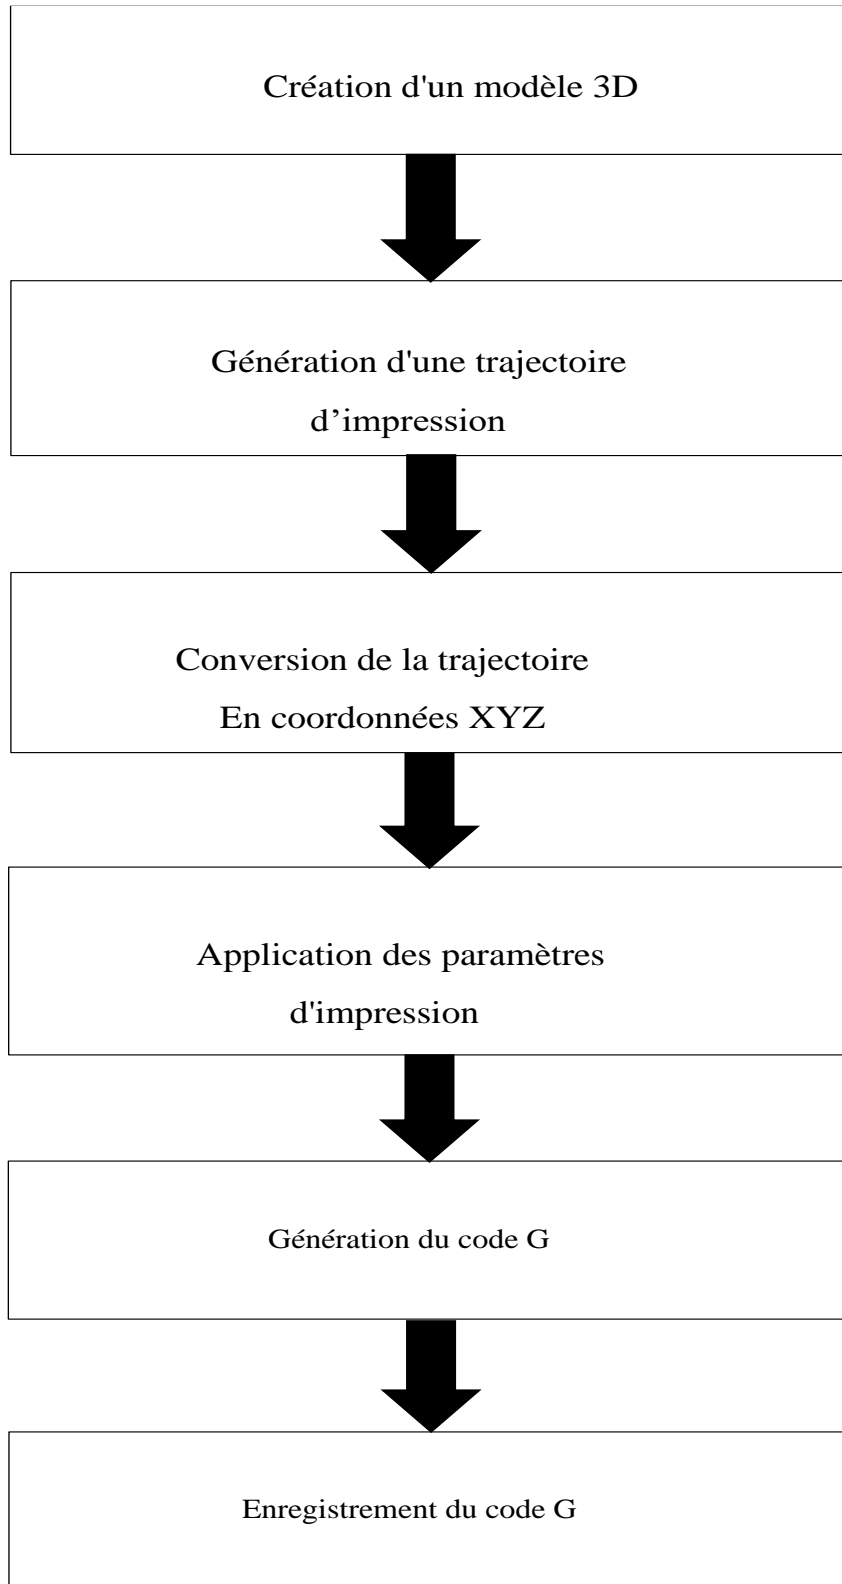 Création d'un modèle 3D
Génération d'une trajectoire
d’impression
Conversion de la trajectoire
En coordonnées XYZ
Application des paramètres
d'impression
Génération du code G
Enregistrement du code G